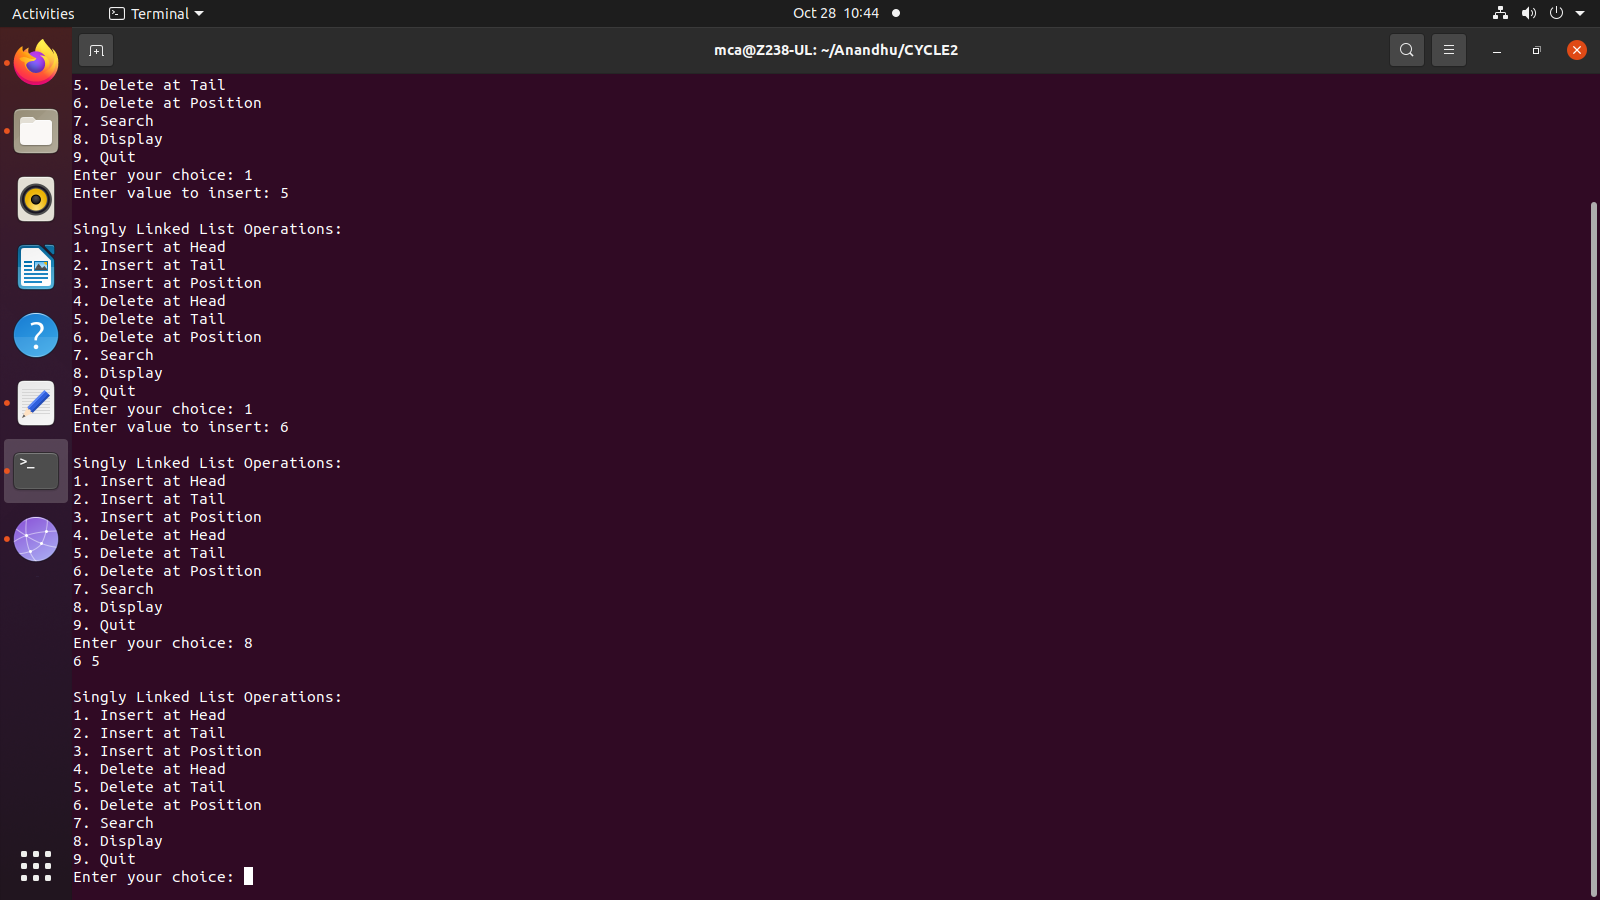 Activities
Terminal
Oct 28 10:44
mca@Z238-UL: ~/Anandhu/CYCLE2
5. Delete at Tail
6. Delete at Position
7. Search
8. Display
9. Quit
Enter your choice: 1
Enter value to insert: 5
Singly Linked List Operations:
1. Insert at Head
2. Insert at Tail
3. Insert at Position
4. Delete at Head
5. Delete at Tail
6. Delete at Position
7. Search
8. Display
9. Quit
Enter your choice: 1
Enter value to insert: 6
Singly Linked List Operations:
1. Insert at Head
2. Insert at Tail
3. Insert at Position
4. Delete at Head
5. Delete at Tail
6. Delete at Position
7. Search
8. Display
9. Quit
Enter your choice: 8
6 5
Singly Linked List Operations:
1. Insert at Head
2. Insert at Tail
3. Insert at Position
4. Delete at Head
5. Delete at Tail
6. Delete at Position
7. Search
8. Display
9. Quit
Enter your choice: